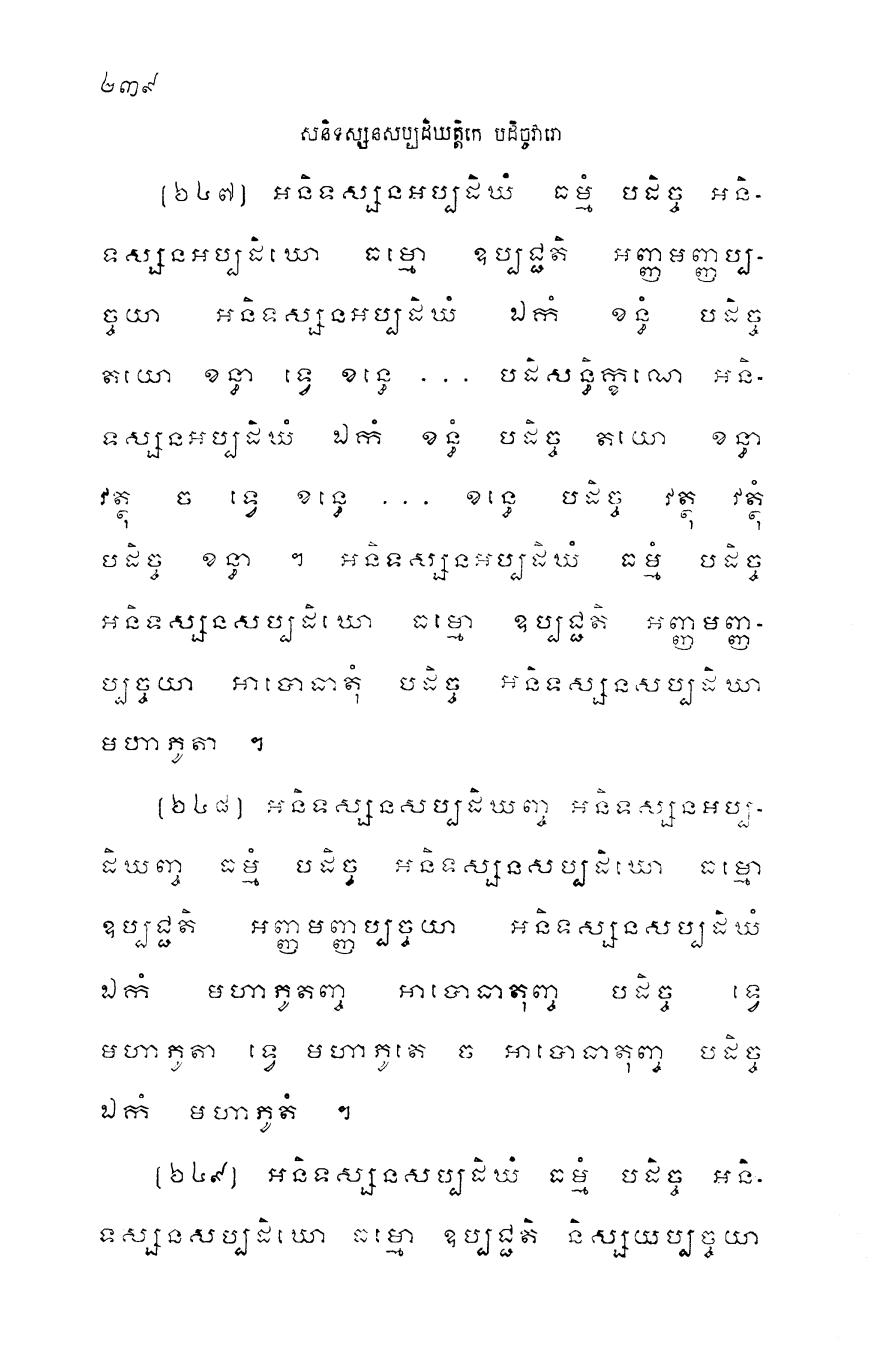 ២៣៩
សនិទស្សនសប្បដិឃត្តិកេ បដិច្ចវារោ
(២៤៧) អនិទស្សនអប្បដិឃំ ធម្មំ បដិច្ច អនិ-
ទស្សនអប្បដិឃោ ធម្មោ ឧប្បជ្ជតិ អញ្ញមញ្ញប្ប-
ច្ចយា អនិទស្សនអប្បដិឃំ ឯកំ ខន្ធំ បដិច្ច
តយោ ខន្ធា ទ្វេ ខន្ធេ ... បដិសន្ធិក្ខណេ អនិ-
ទស្សនអប្បដិឃំ ឯកំ ខន្ធំ បដិច្ច តយោ ខន្ធា
វត្ថុ ច ទ្វេ ខន្ធេ ... ខន្ធេ បដិច្ច វត្ថុ វត្ថុំ
បដិច្ច ខន្ធា ។ អនិទស្សនអប្បដិឃំ ធម្មំ បដិច្ច
អនិទស្សនសប្បដិឃោ ធម្មោ ឧប្បជ្ជតិ អញ្ញមញ្ញ-
ប្បច្ចយា អាបោធាតុំ បដិច្ច អនិទស្សនសប្បដិឃា
មហាភូតា ។
(២៤៨) អនិទស្សនសប្បដិឃញ្ច អនិទស្សនអប្ប-
ដិឃញ្ច ធម្មំ បដិច្ច អនិទស្សនសប្បដិឃោ ធម្មោ
ឧប្បជ្ជតិ អញ្ញមញ្ញប្បច្ចយា អនិទស្សនសប្បដិឃំ
ឯកំ មហាភូតញ្ច អាបោធាតុញ្ច បដិច្ច ទ្វេ
មហាភូតា ទ្វេ មហាភូតេ ច អាបោធាតុញ្ច បដិច្ច
ឯកំ មហាភូតំ ។
(២៤៩) អនិទស្សនសប្បដិឃំ ធម្មំ បដិច្ច អនិ-
ទស្សនសប្បដិឃោ ធម្មោ ឧប្បជ្ជតិ និស្សយប្បច្ចយា